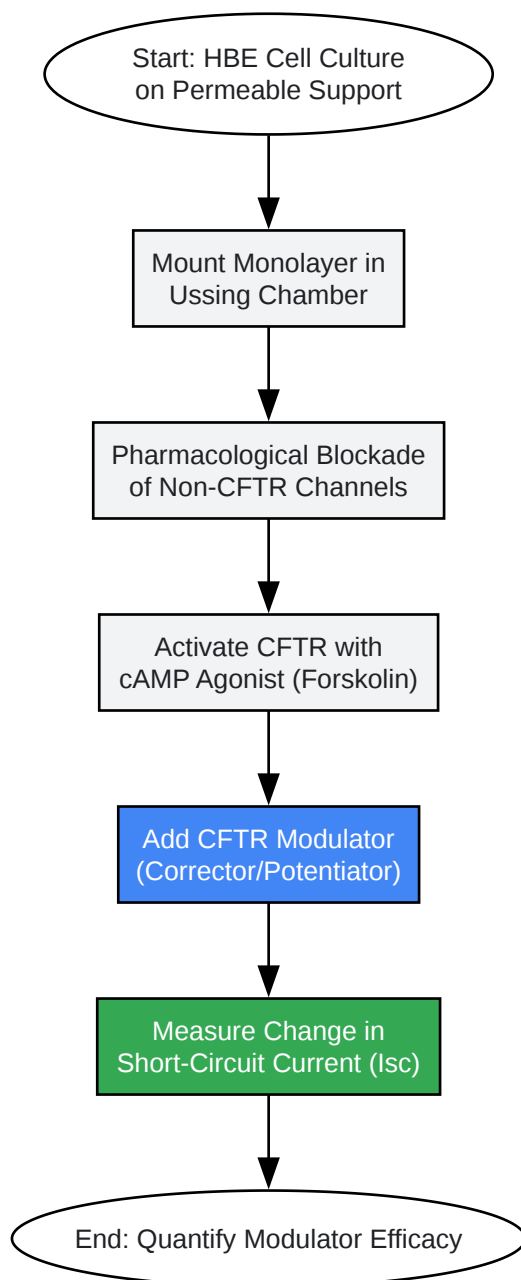 Start: HBE Cell Culture
on Permeable Support
Mount Monolayer in
Ussing Chamber
Pharmacological Blockade
of Non-CFTR Channels
Activate CFTR with
cAMP Agonist (Forskolin)
Add CFTR Modulator
(Corrector/Potentiator)
Measure Change in
Short-Circuit Current (Isc)
End: Quantify Modulator Efficacy